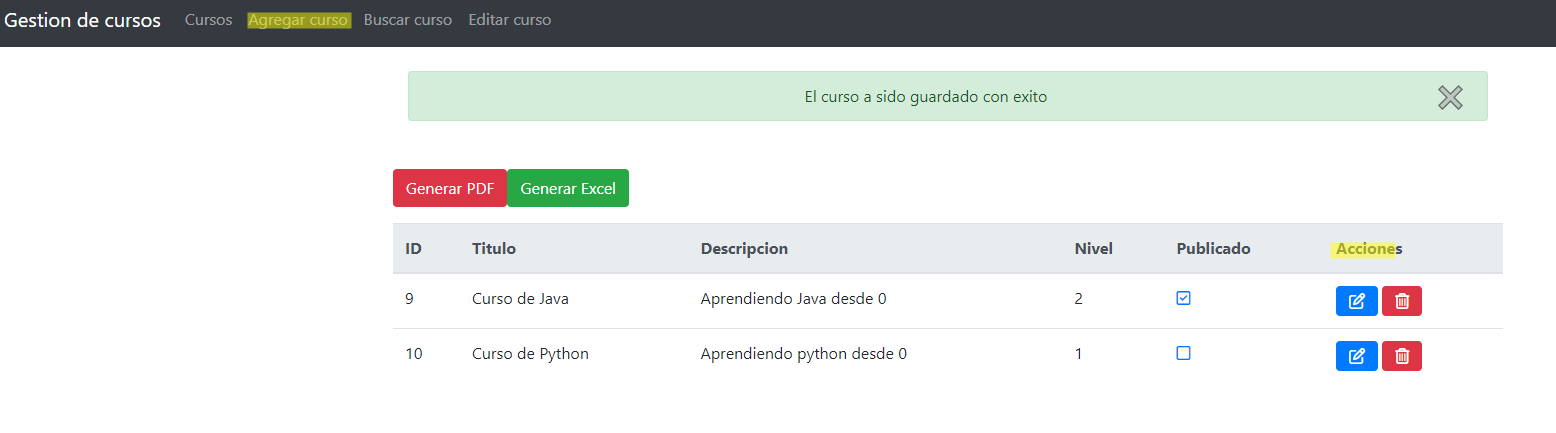 Gestion de cursos Cursos Agregar curso Buscar curso Editar curso
El curso a sido guardado con exito
Generar PDF Generar Excel
ID Titulo Descripcion Nivel Publicado Acciones
9 Curso de Java Aprendiendo Java desde 0 2
10 Curso de Python Aprendiendo python desde 0 1